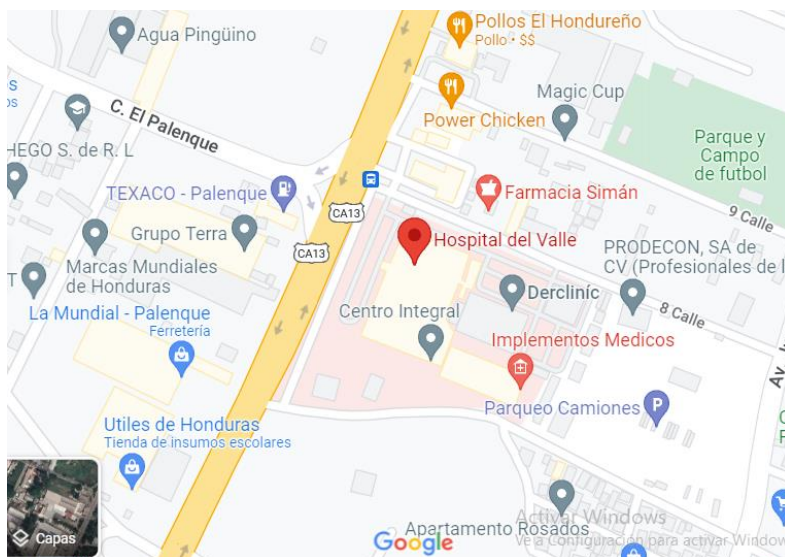 Pollos El Hondureño
Pollo • $$
Agua Pingüino
Power Chicken
Magic Cup
C. El Palenque
Parque y
Campo
de futbol
HEGO S. de R. L
TEXACO - Palenque
Farmacia Simán
9 Calle
CA13
Grupo Terra
Hospital del Valle
CA13
PRODECON, SA de
CV (Profesionales de l
Marcas Mundiales
de Honduras
Dercliníc
Centro Integral
8 Calle
La Mundial - Palenque
Ferretería
Implementos Medicos
Av.
Parqueo Camiones
P
Utiles de Honduras
Tienda de insumos escolares
Capas
Google
Apartamento Rosados
Activar Windows
Ve a Configuración para activar Window